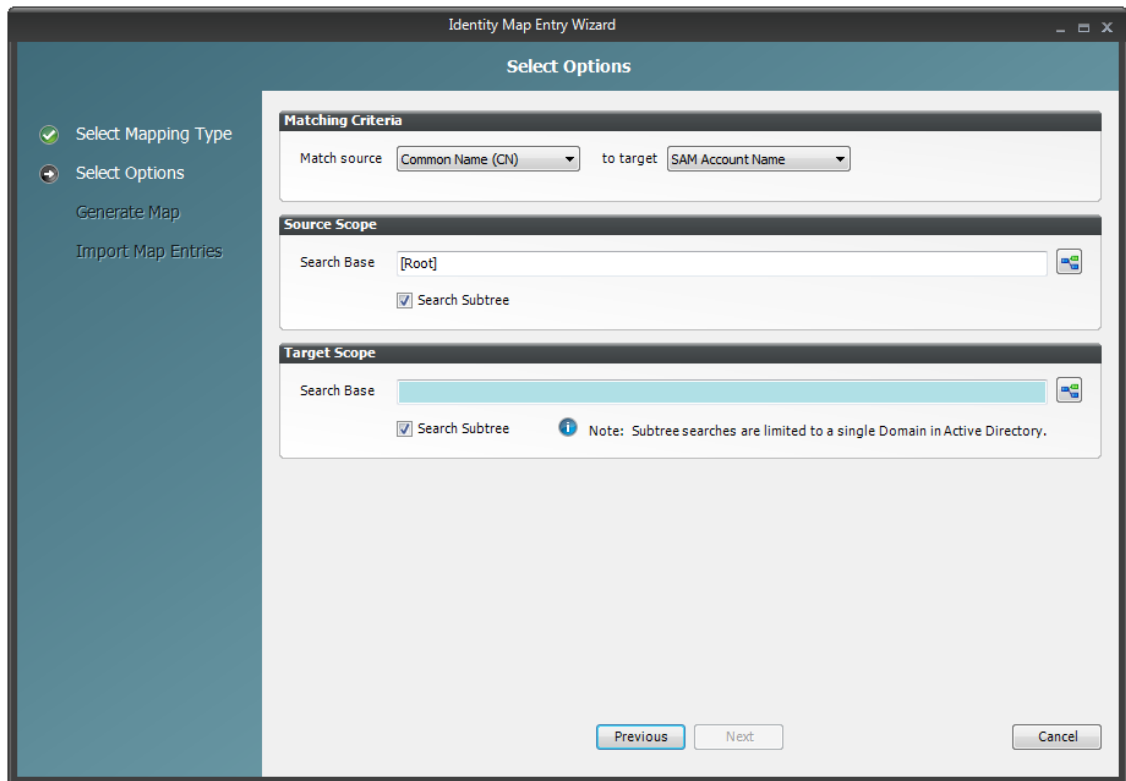 Identity Map Entry Wizard
Select Options
Select Mapping Type
Select Options
Generate Map
Import Map Entries
Matching Criteria
Match source Common Name (CN) to target SAM Account Name
Source Scope
Search Base [Root]
Search Subtree
Target Scope
Search Base
Search Subtree Note: Subtree searches are limited to a single Domain in Active Directory.
Previous Next Cancel